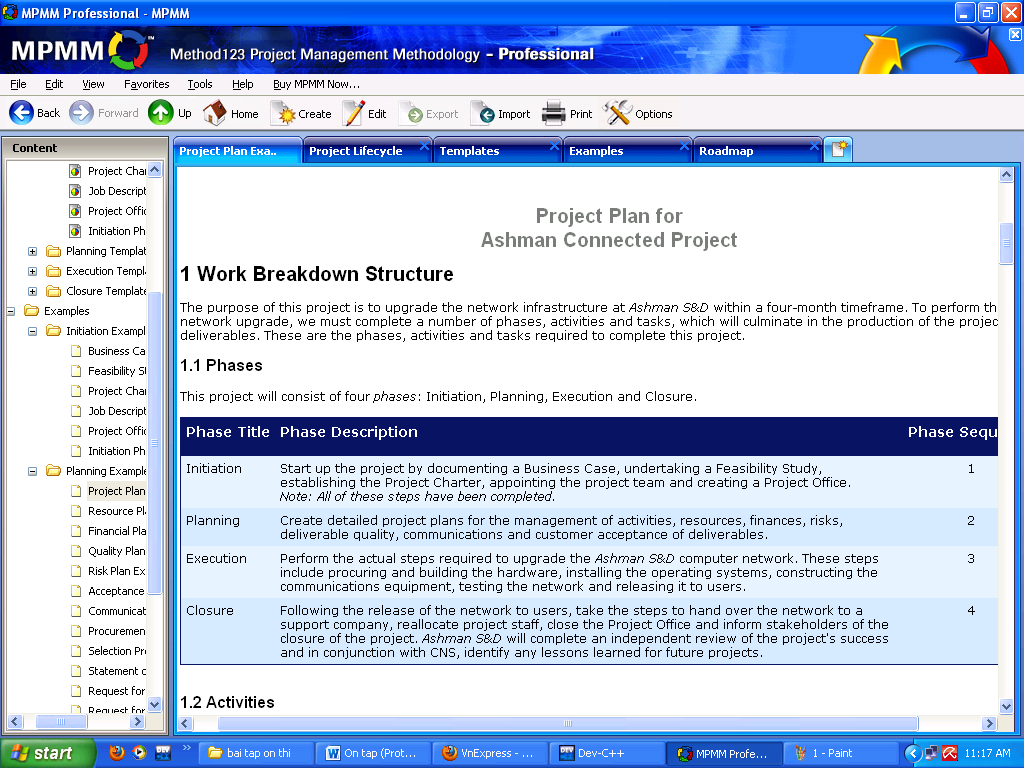 MPMM Professional - MPMM
MPMM™ Method123 Project Management Methodology – Professional
File Edit View Favorites Tools Help Buy MPMM Now...
Back Forward Up Home Create Edit Export Import Print Options
Content
Project Plan Exa.. Project Lifecycle Templates Examples Roadmap
Project Char
Job Descript
Project Offic
Initiation Ph
Planning Templat
Execution Templ
Closure Template
Examples
Initiation Exampl
Business Ca
Feasibility St
Project Char
Job Descript
Project Offic
Initiation Ph
Planning Example
Project Plan
Resource Pl
Financial Pla
Quality Plan
Risk Plan Ex
Acceptance
Communicat
Procuremen
Selection Pr
Statement o
Request for
Request for
Project Plan for
Ashman Connected Project
1 Work Breakdown Structure
The purpose of this project is to upgrade the network infrastructure at Ashman S&D within a four-month timeframe. To perform th
network upgrade, we must complete a number of phases, activities and tasks, which will culminate in the production of the projec
deliverables. These are the phases, activities and tasks required to complete this project.
1.1 Phases
This project will consist of four phases: Initiation, Planning, Execution and Closure.
Phase Title Phase Description Phase Sequ
Initiation Start up the project by documenting a Business Case, undertaking a Feasibility Study, 1
establishing the Project Charter, appointing the project team and creating a Project Office.
Note: All of these steps have been completed.
Planning Create detailed project plans for the management of activities, resources, finances, risks, 2
deliverable quality, communications and customer acceptance of deliverables.
Execution Perform the actual steps required to upgrade the Ashman S&D computer network. These steps 3
include procuring and building the hardware, installing the operating systems, constructing the
communications equipment, testing the network and releasing it to users.
Closure Following the release of the network to users, take the steps to hand over the network to a 4
support company, reallocate project staff, close the Project Office and inform stakeholders of the
closure of the project. Ashman S&D will complete an independent review of the project's success
and in conjunction with CNS, identify any lessons learned for future projects.
1.2 Activities
start bai tap on thi On tap (Prot... VnExpress - ... Dev-C++ MPMM Profe... 1 - Paint 11:17 AM